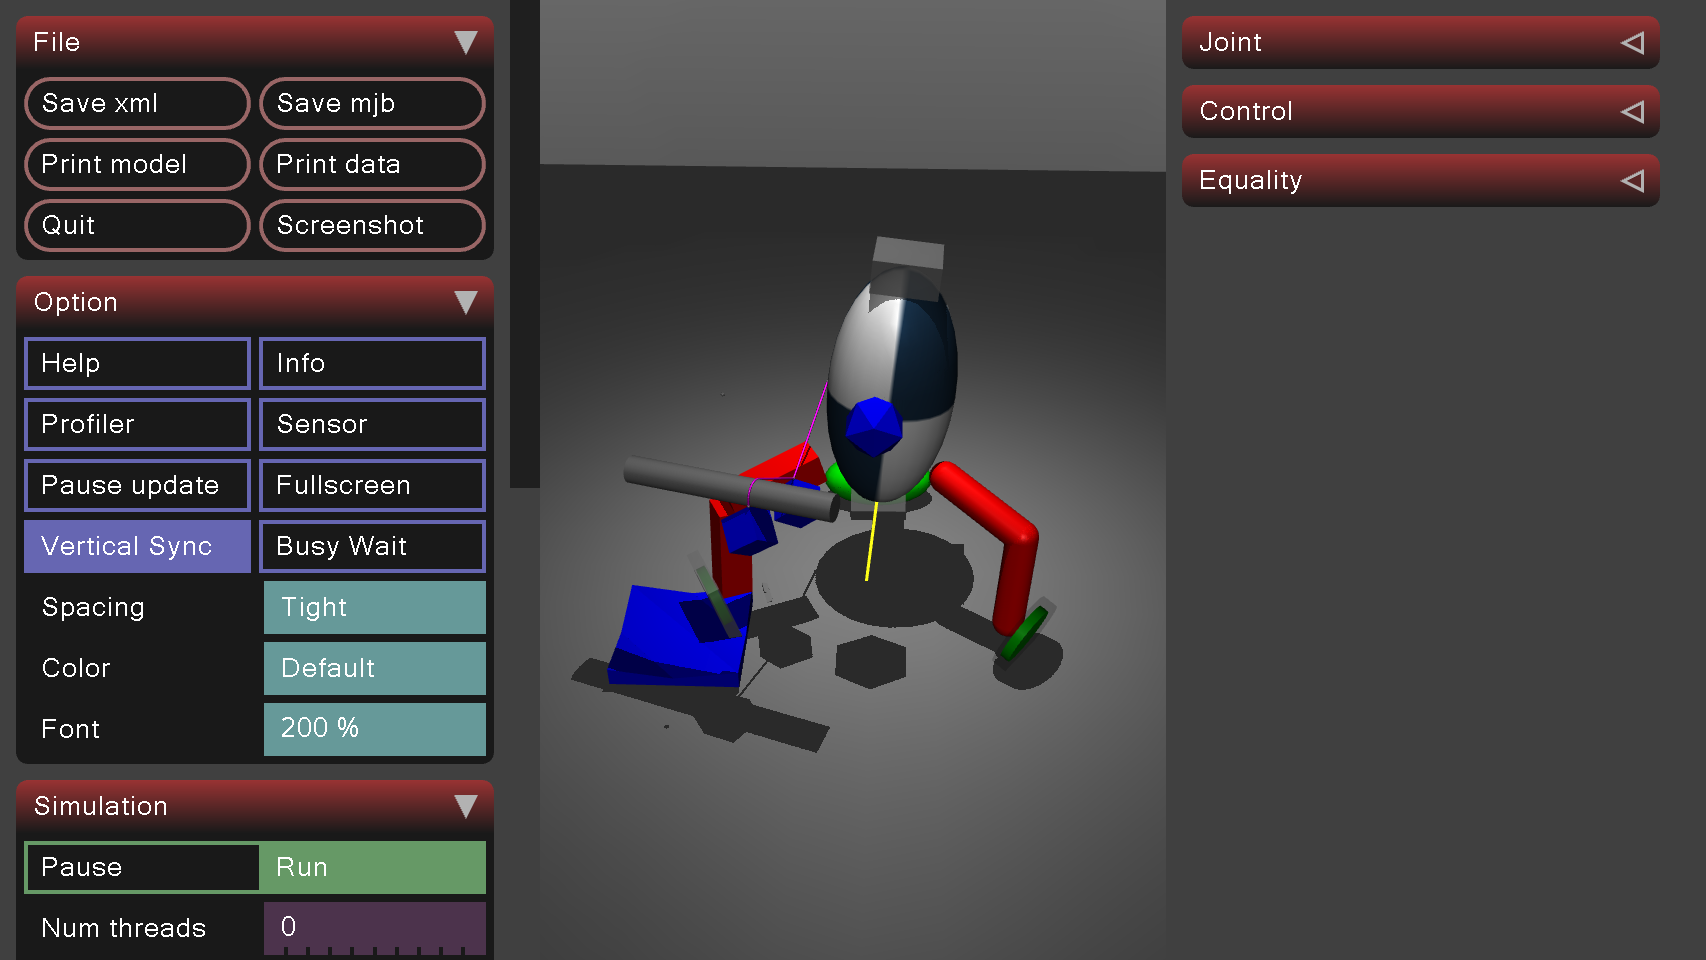 File
Save xml Save mjb
Print model Print data
Quit Screenshot
Option
Help Info
Profiler Sensor
Pause update Fullscreen
Vertical Sync Busy Wait
Spacing Tight
Color Default
Font 200 %
Simulation
Pause Run
Num threads 0
Joint
Control
Equality